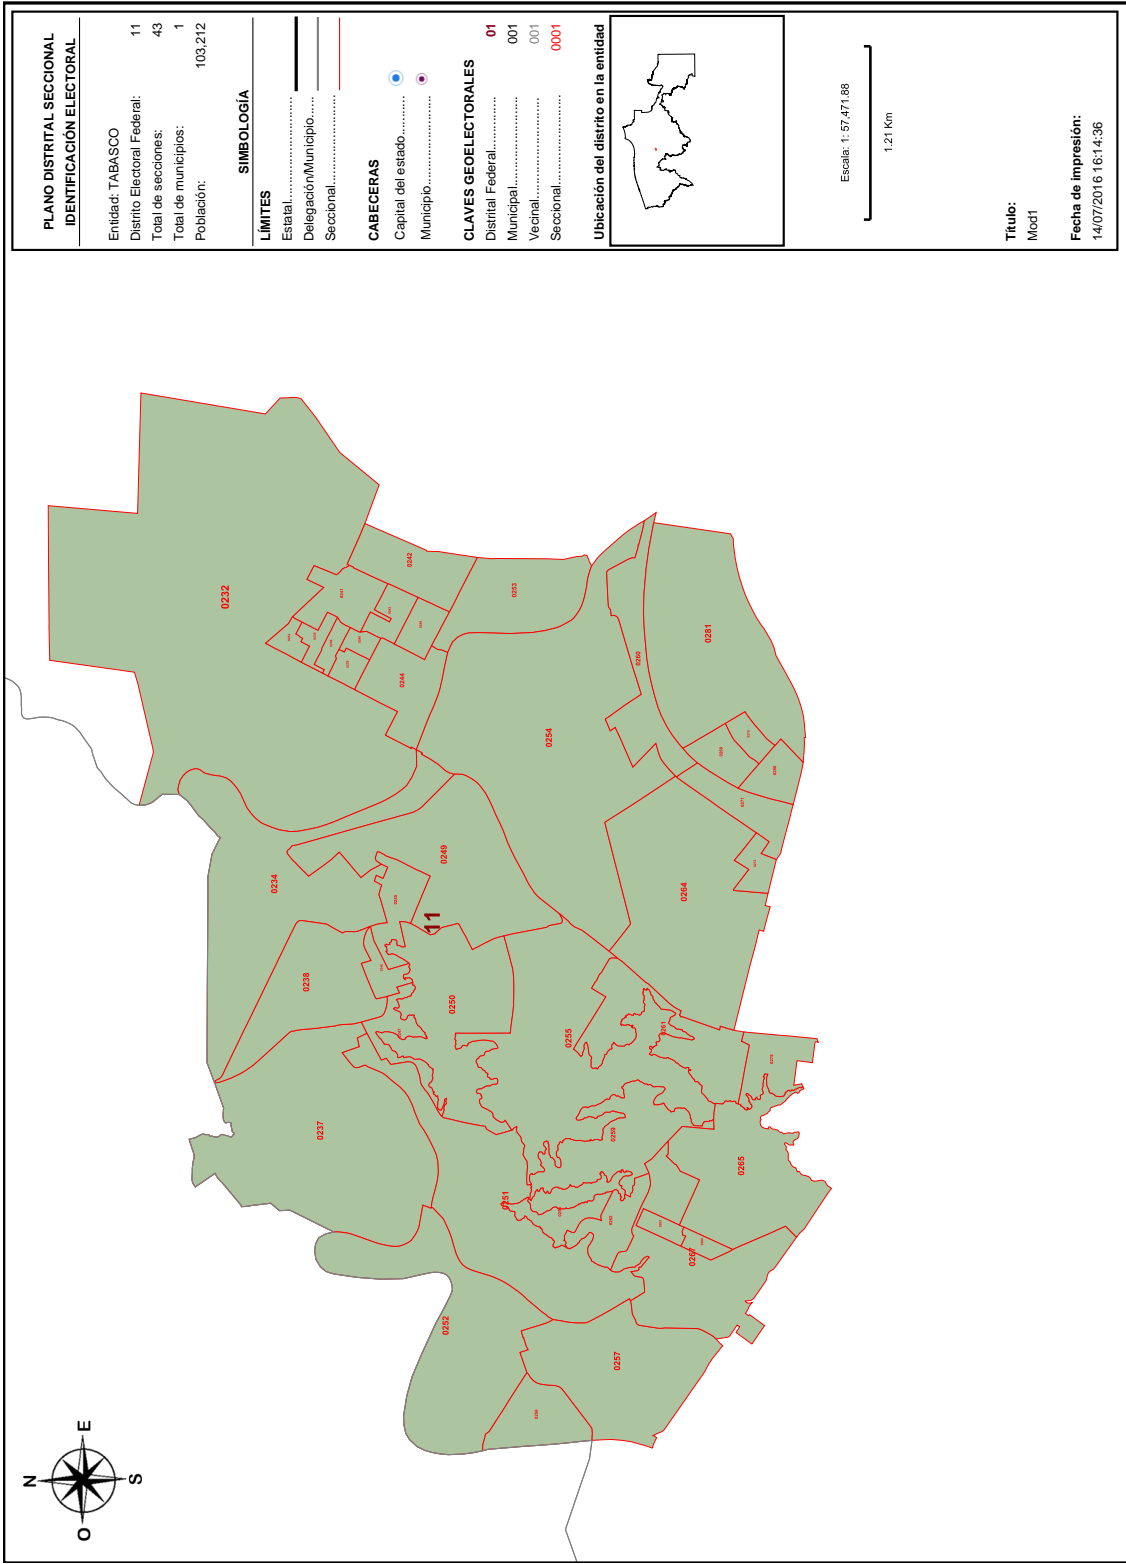 PLANO DISTRITAL SECCIONAL
IDENTIFICACIÓN ELECTORAL
Entidad: TABASCO
Distrito Electoral Federal: 11
Total de secciones: 43
Total de municipios: 1
Población: 103,212
SIMBOLOGÍA
LÍMITES
Estatal
Delegación/Municipio
Seccional
CABECERAS
Capital del estado
Municipio
CLAVES GEOELECTORALES
Distrital Federal 01
Municipal 001
Vecinal 001
Seccional 0001
Ubicación del distrito en la entidad
Escala: 1: 57,471.88
1.21 Km
Título:
Mod1
Fecha de impresión:
14/07/2016 16:14:36
N
E
S
O
11
0232
0242
0253
0244
0254
0260
0281
0249
0234
0238
0250
0237
0255
0264
0261
0259
0251
0265
0267
0252
0257